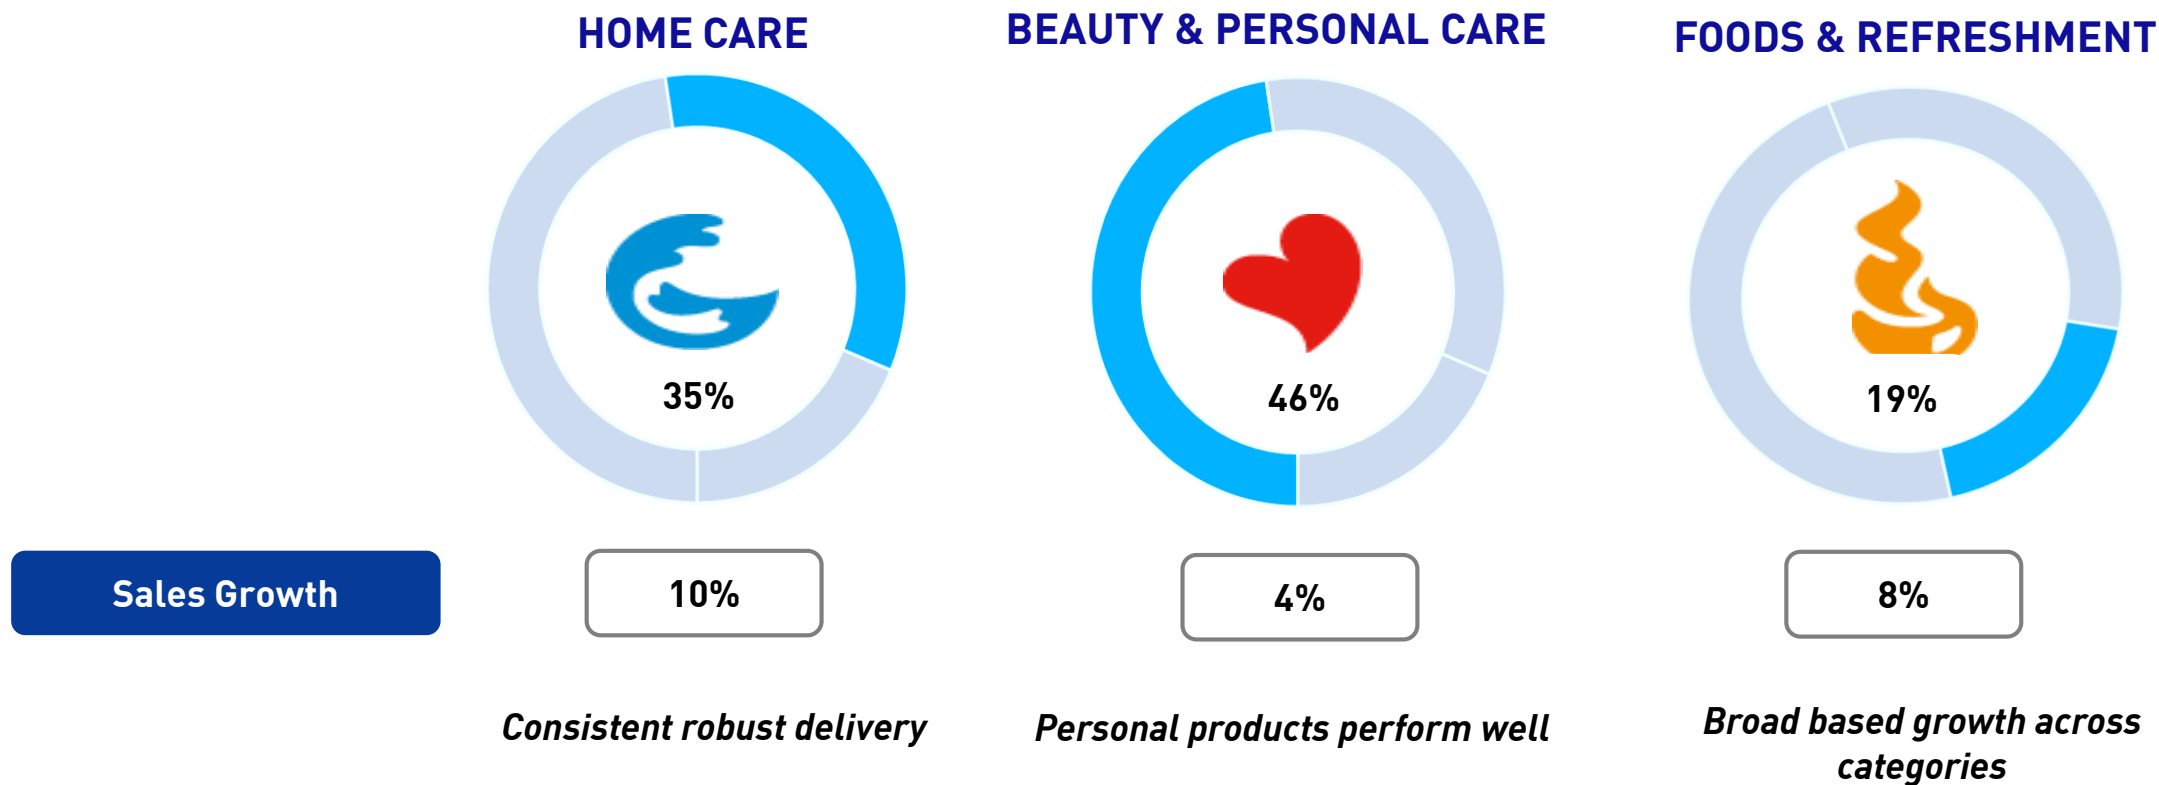 HOME CARE
BEAUTY & PERSONAL CARE
FOODS & REFRESHMENT
35%
46%
19%
Sales Growth
10%
4%
8%
Consistent robust delivery
Personal products perform well
Broad based growth across
categories